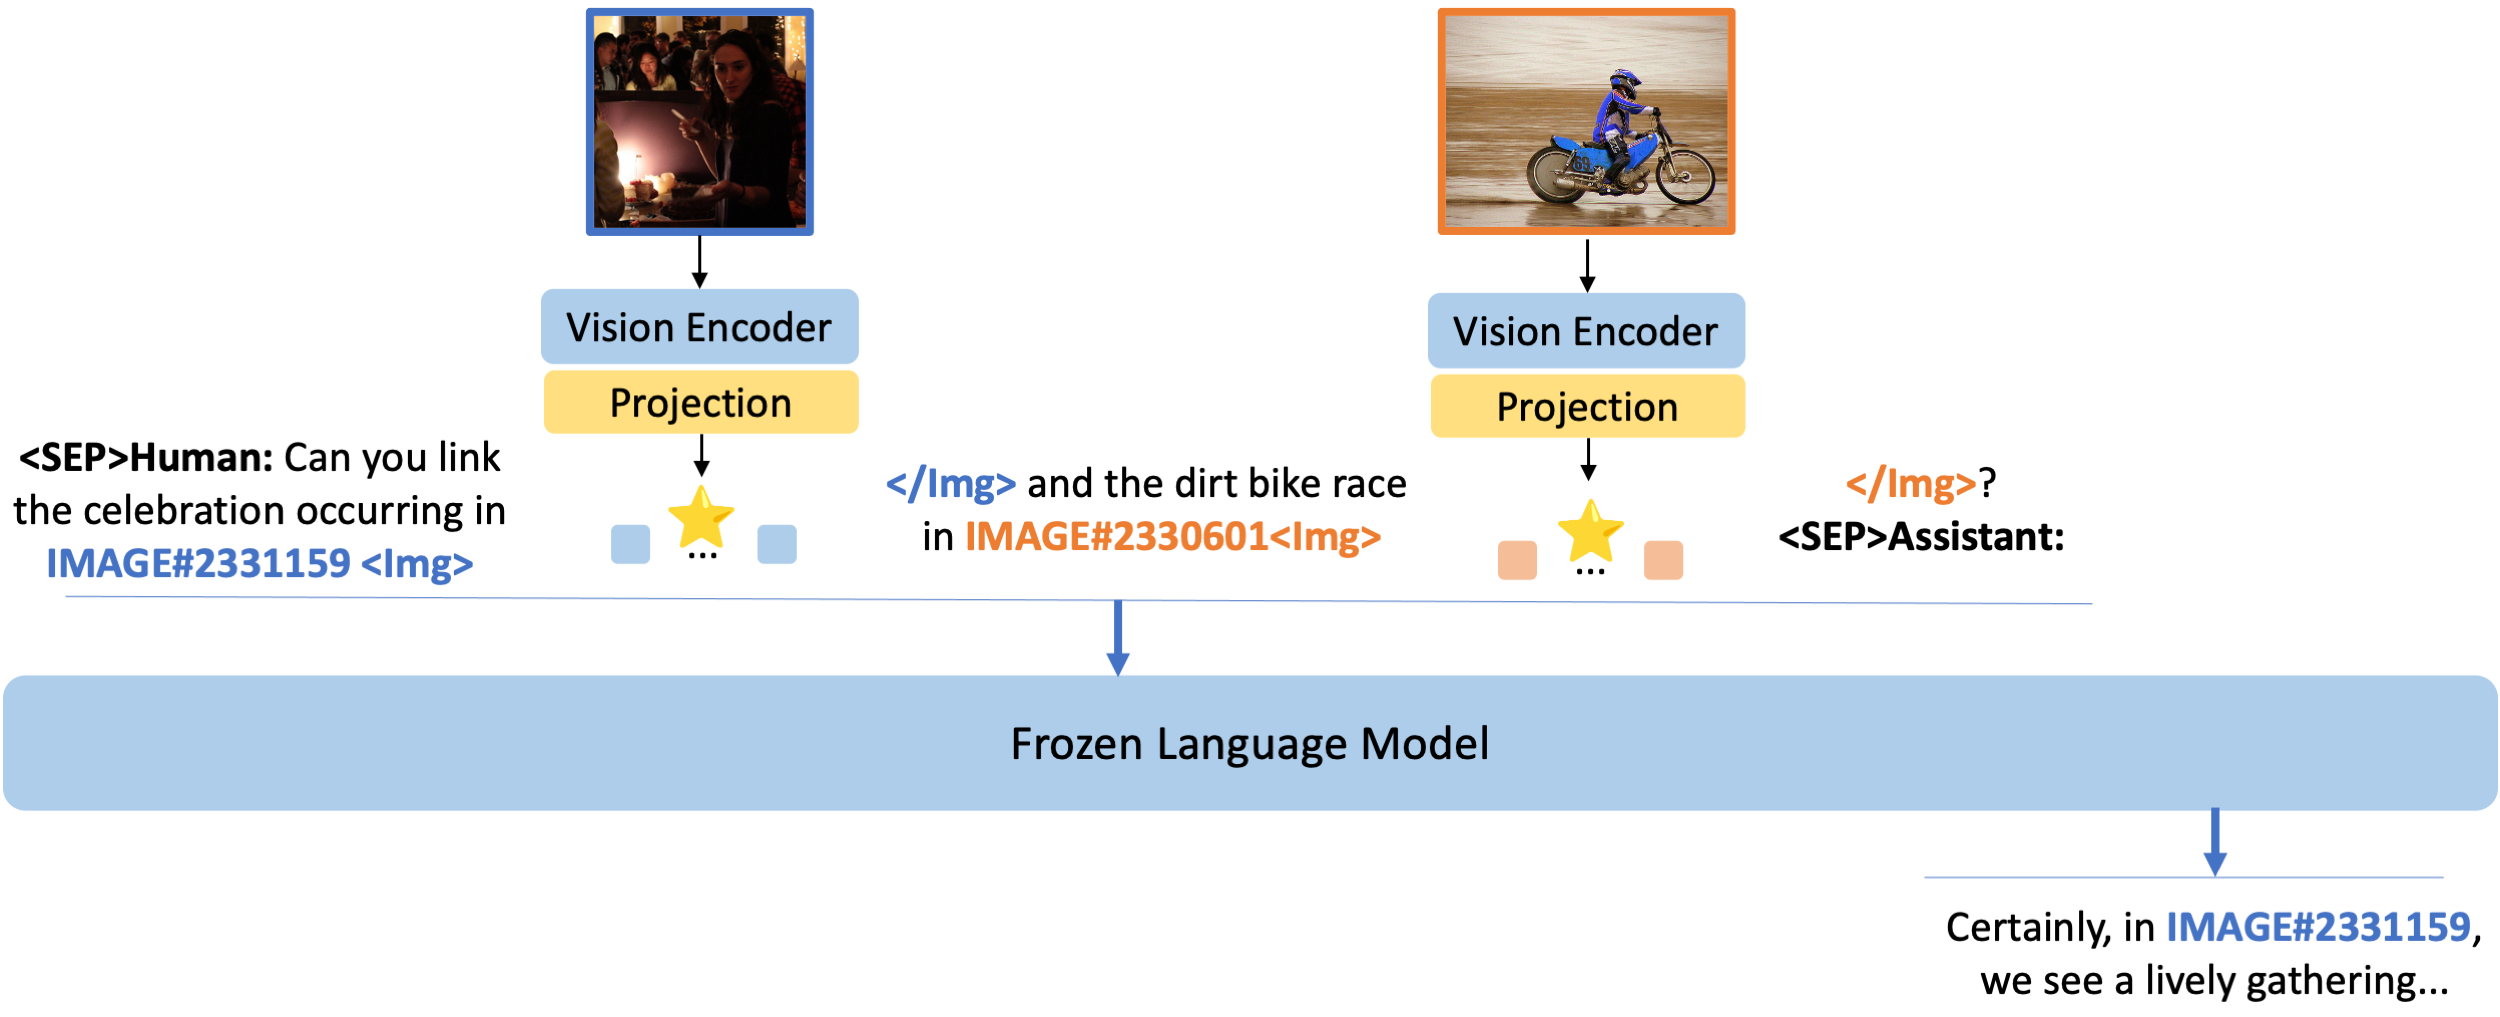 69
Vision Encoder
Projection
Vision Encoder
Projection
<SEP>Human: Can you link
the celebration occurring in
IMAGE#2331159 <Img>
...
</Img> and the dirt bike race
in IMAGE#2330601<Img>
...
</Img>?
<SEP>Assistant:
Frozen Language Model
Certainly, in IMAGE#2331159,
we see a lively gathering...